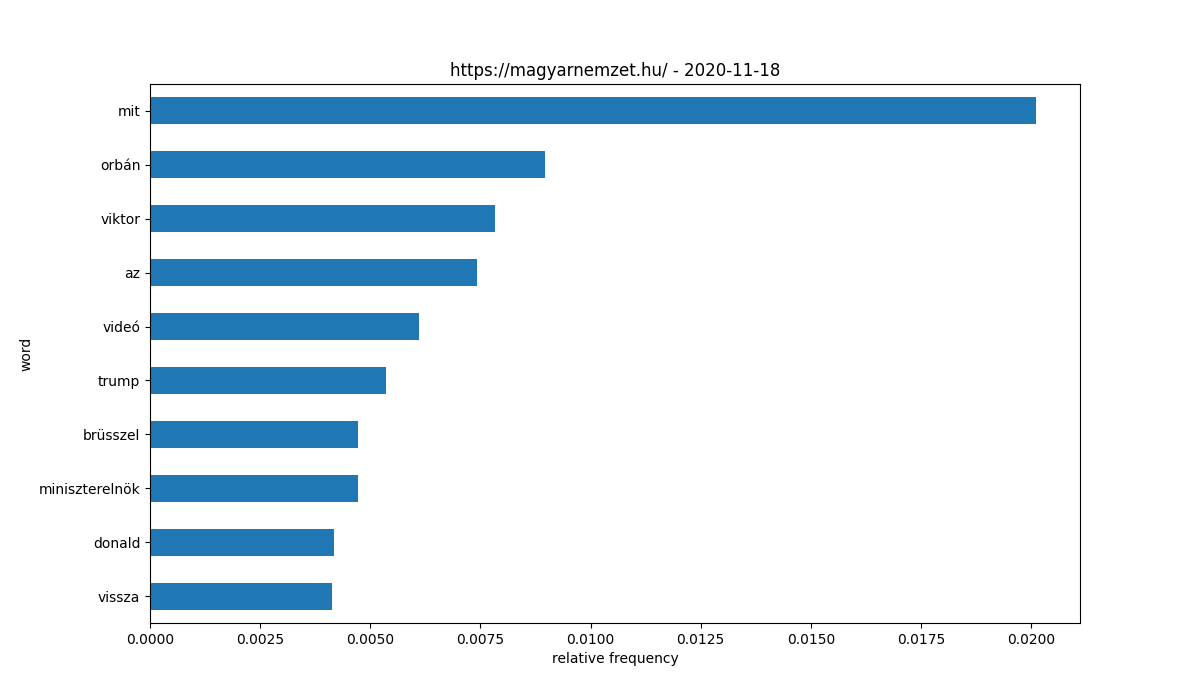 https://magyarnemzet.hu/ - 2020-11-18
mit
orbán
viktor
az
videó
trump
brüsszel
miniszterelnök
donald
vissza
word
0.0000 0.0025 0.0050 0.0075 0.0100 0.0125 0.0150 0.0175 0.0200
relative frequency